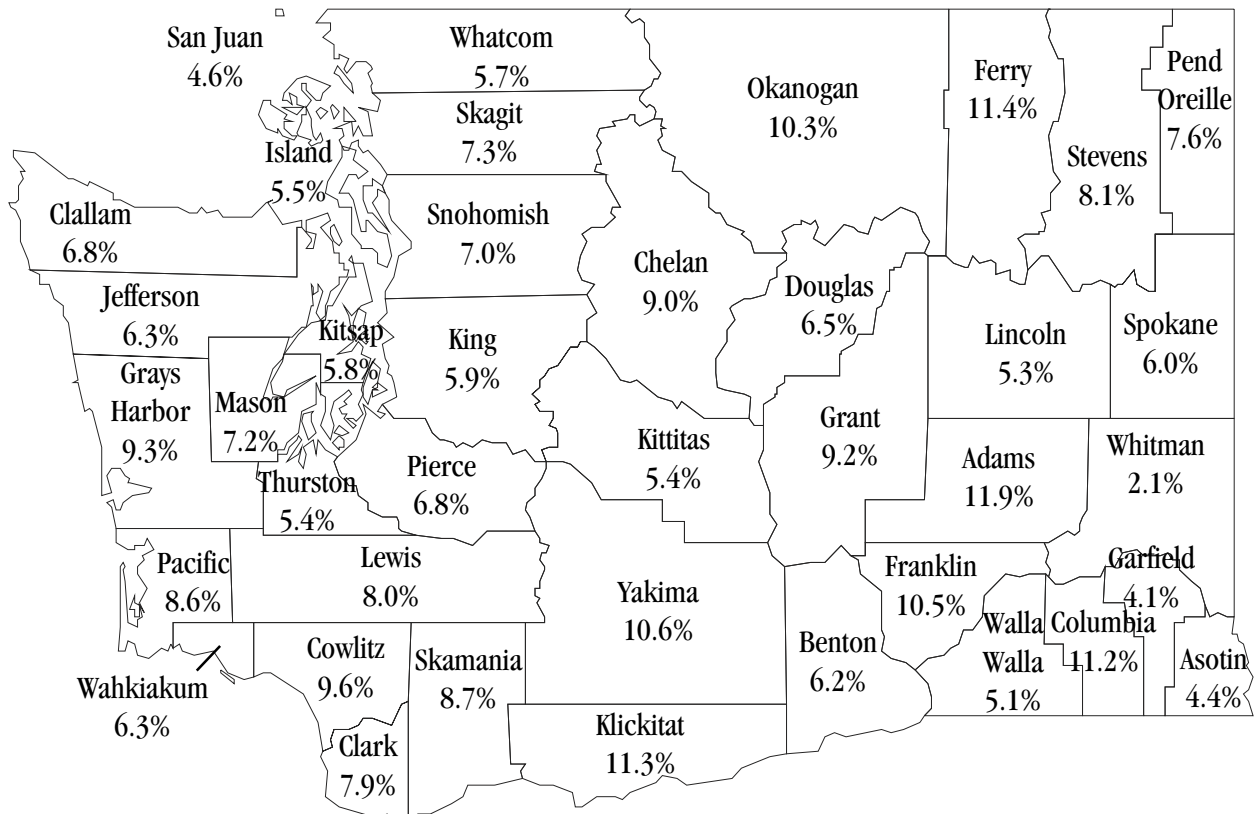 San Juan
4.6%
Whatcom
5.7%
Skagit
7.3%
Okanogan
10.3%
Ferry
11.4%
Pend
Oreille
7.6%
Stevens
8.1%
Island
5.5%
Clallam
6.8%
Snohomish
7.0%
Chelan
9.0%
Douglas
6.5%
Jefferson
6.3%
Kitsap
5.8%
King
5.9%
Lincoln
5.3%
Spokane
6.0%
Grays
Harbor
9.3%
Mason
7.2%
Kittitas
5.4%
Grant
9.2%
Adams
11.9%
Whitman
2.1%
Thurston
5.4%
Pierce
6.8%
Pacific
8.6%
Lewis
8.0%
Yakima
10.6%
Franklin
10.5%
Garfield
4.1%
Wahkiakum
6.3%
Cowlitz
9.6%
Skamania
8.7%
Benton
6.2%
Walla
Walla
5.1%
Columbia
11.2%
Asotin
4.4%
Clark
7.9%
Klickitat
11.3%